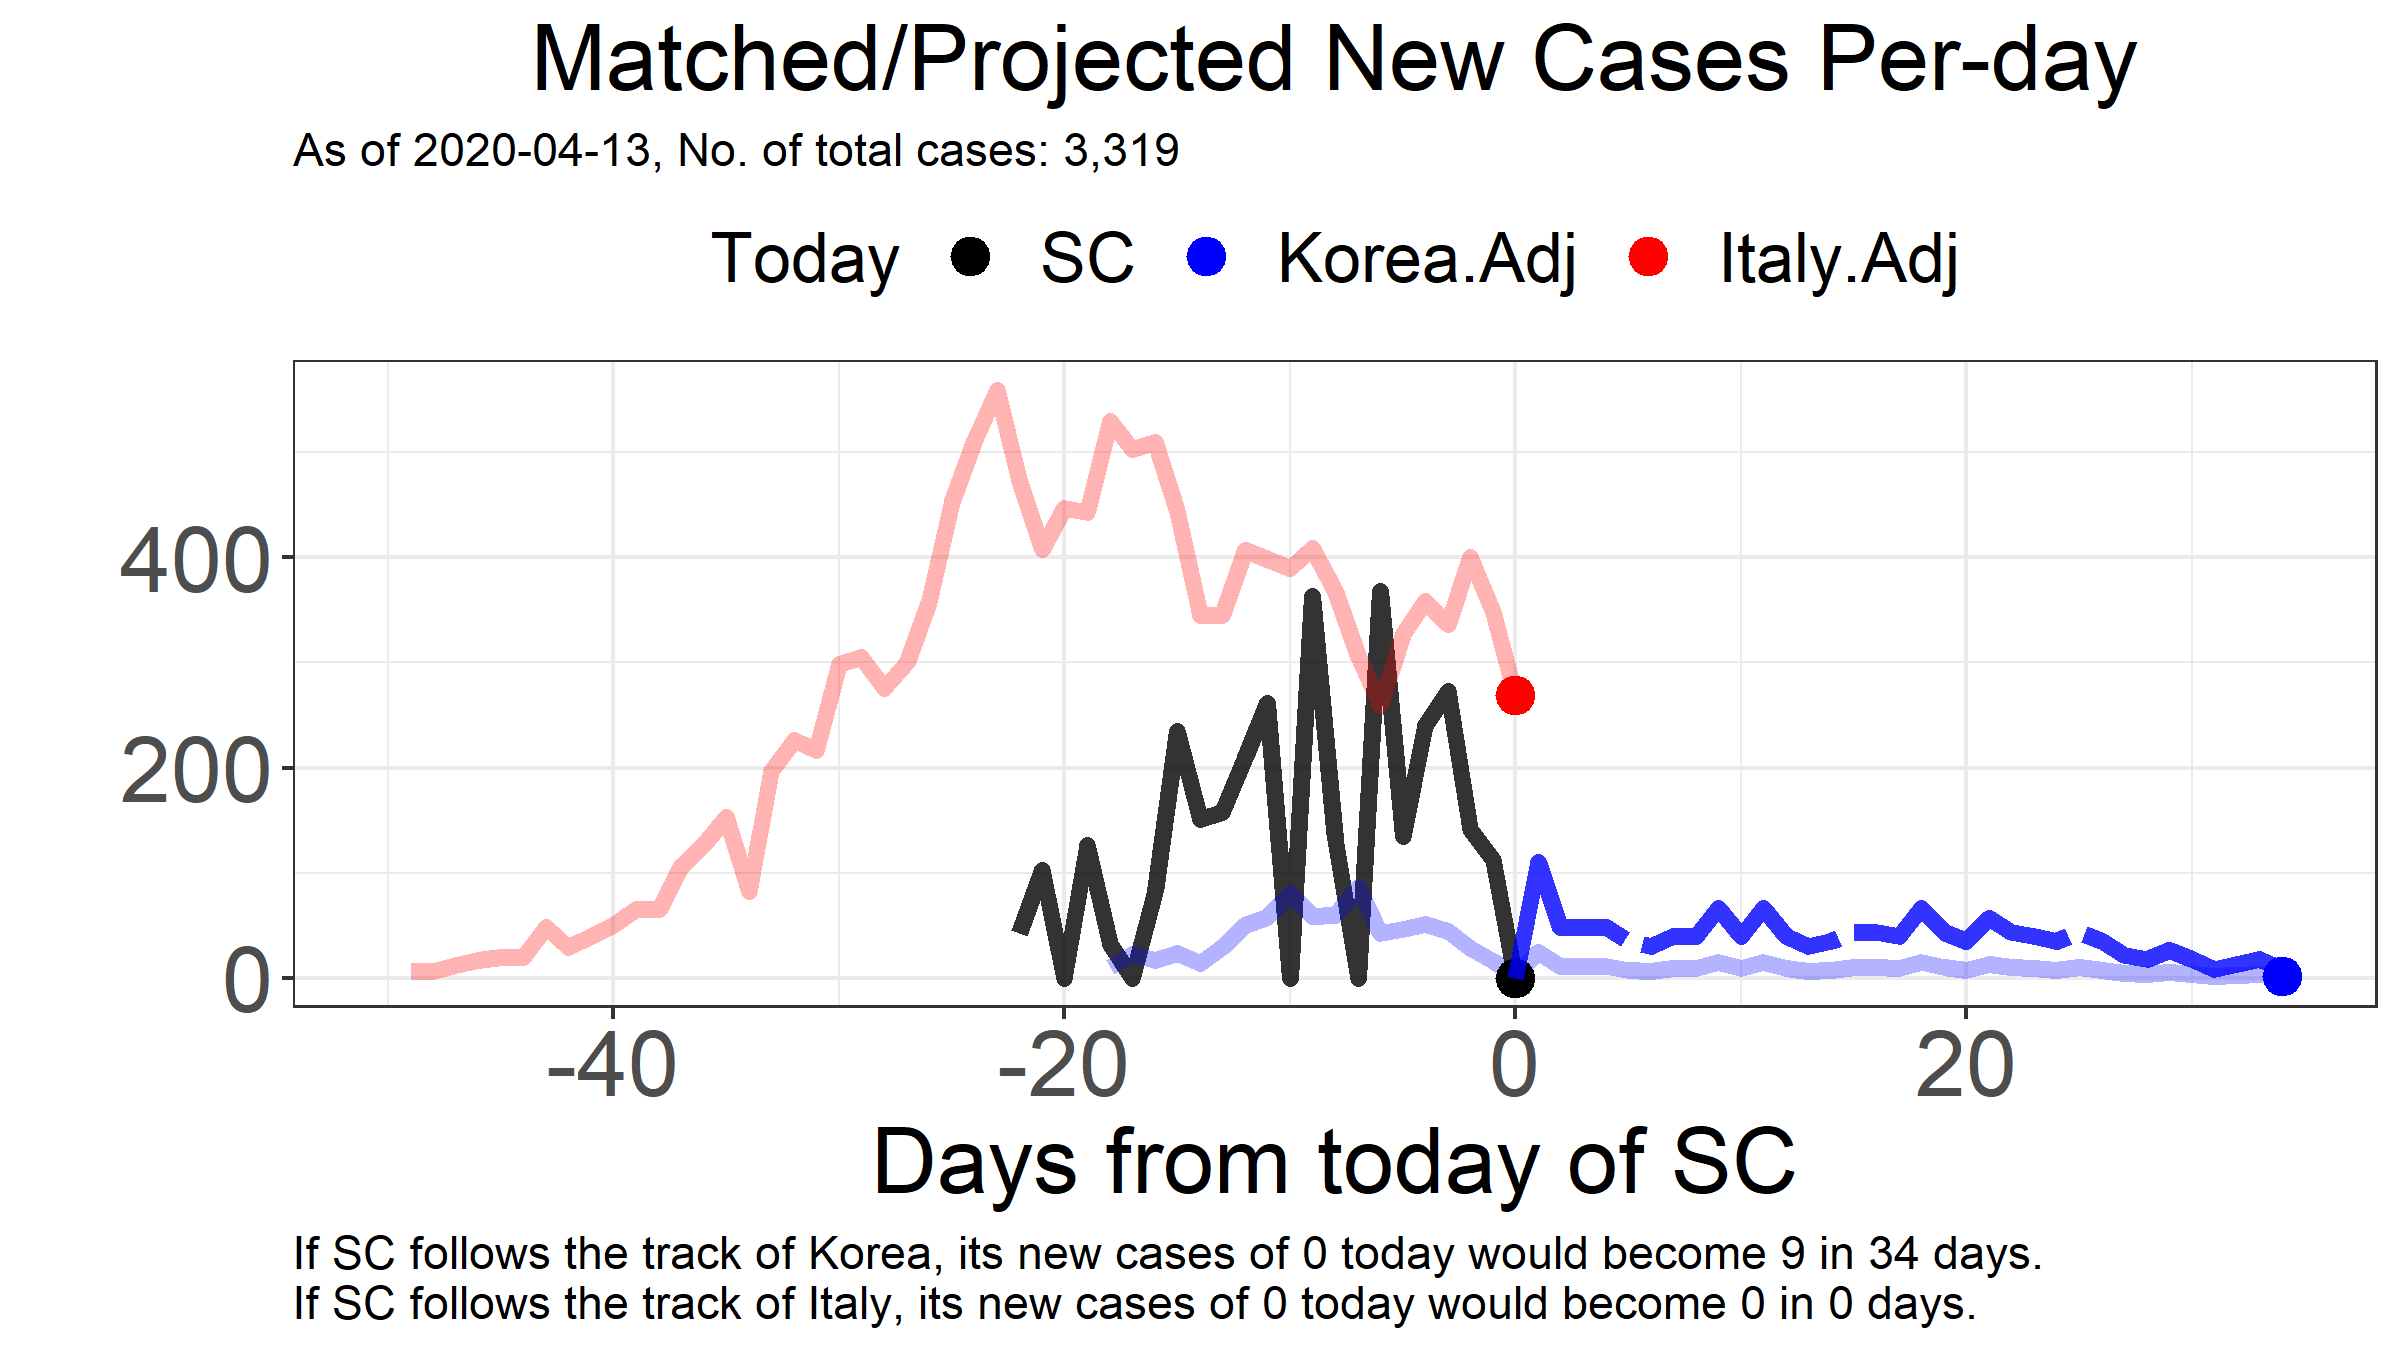 Matched/Projected New Cases Per-day
As of 2020-04-13, No. of total cases: 3,319
Today SC Korea.Adj Italy.Adj
400
200
0
-40 -20 0 20
Days from today of SC
If SC follows the track of Korea, its new cases of 0 today would become 9 in 34 days.
If SC follows the track of Italy, its new cases of 0 today would become 0 in 0 days.